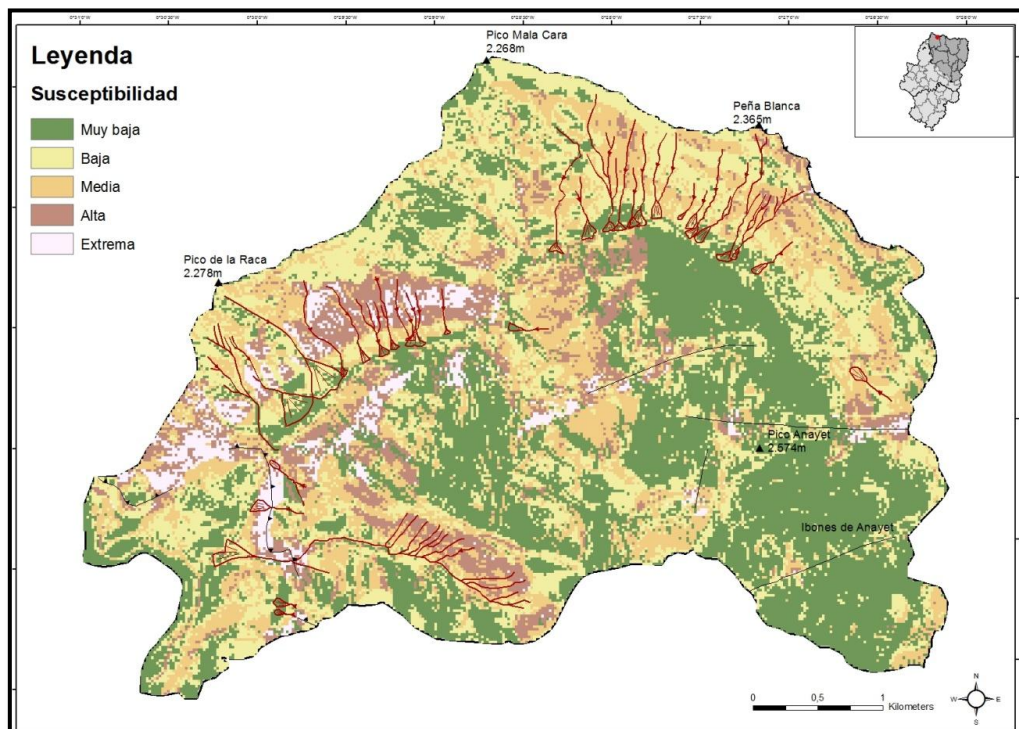 Leyenda
Susceptibilidad
Muy baja
Baja
Media
Alta
Extrema
Pico Mala Cara
2.268m
Peña Blanca
2.365m
Pico de la Raca
2.278m
Pico Anayet
2.574m
Ibones de Anayet
N
W
E
S
0
0,5
1
Kilometers